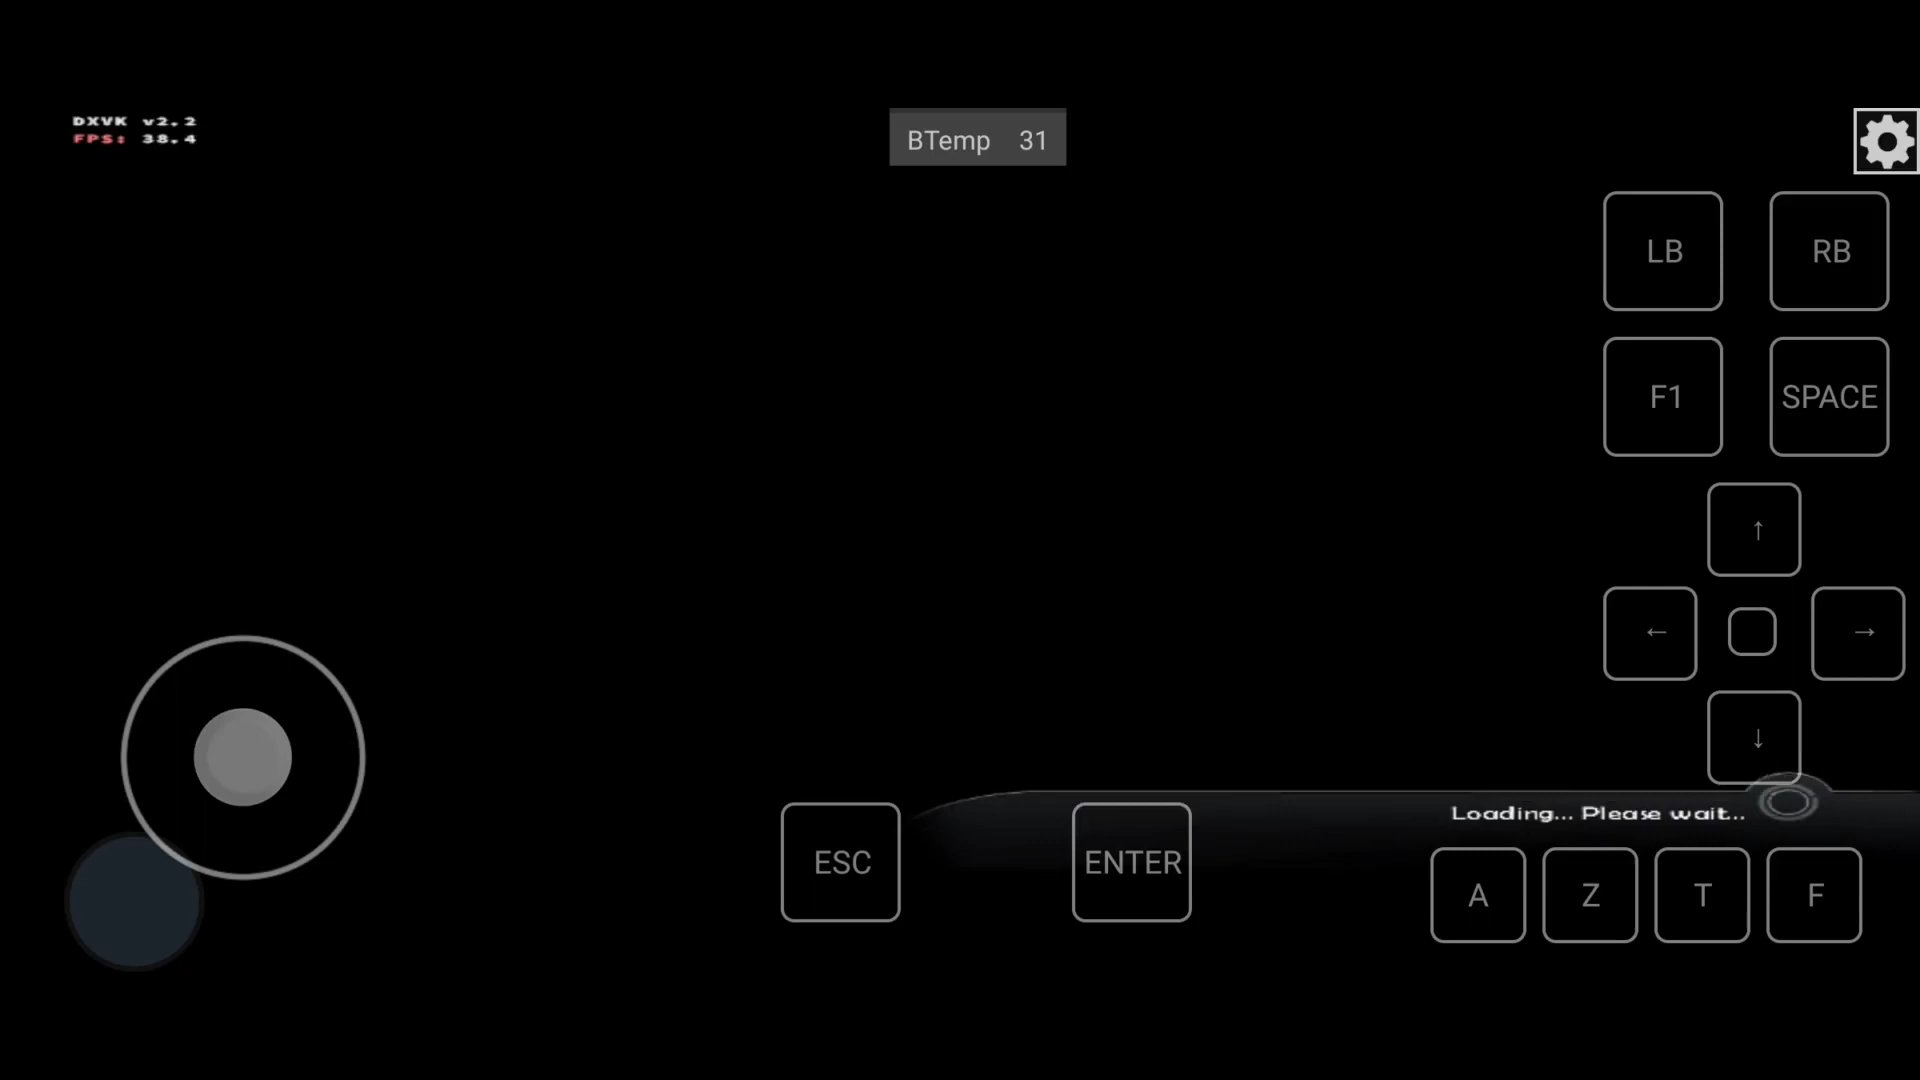 DXVK v2.2
FPS: 38.4
BTemp 31
LB RB
F1 SPACE
↑
← →
↓
Loading... Please wait...
ESC ENTER
A Z T F